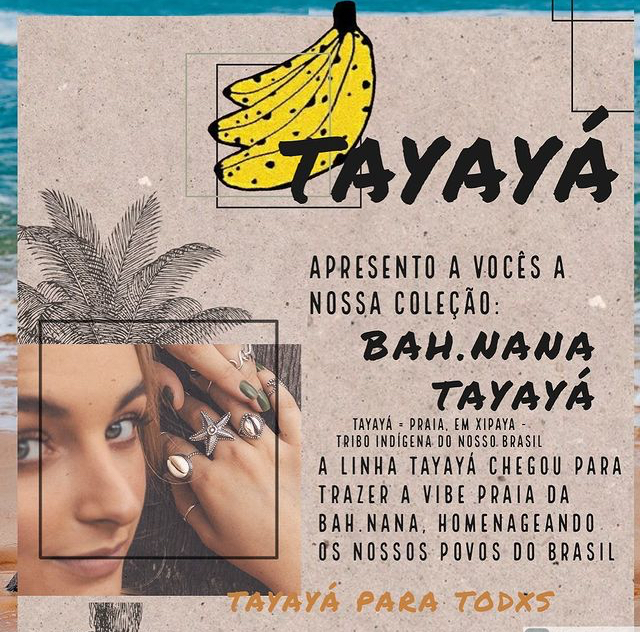 TAYAYÁ
APRESENTO A VOCÊS A
NOSSA COLEÇÃO:
BAH.NANA
TAYAYÁ
TAYAYÁ = PRAIA, EM XIPAYA -
TRIBO INDÍGENA DO NOSSO BRASIL
A LINHA TAYAYÁ CHEGOU PARA
TRAZER A VIBE PRAIA DA
BAH.NANA, HOMENAGEANDO
OS NOSSOS POVOS DO BRASIL
TAYAYÁ PARA TODXS